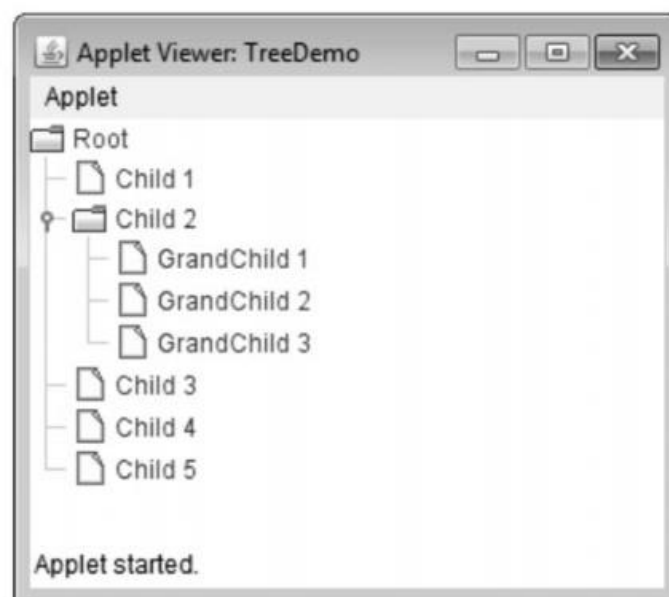 Applet Viewer: TreeDemo
Applet
Root
Child 1
Child 2
GrandChild 1
GrandChild 2
GrandChild 3
Child 3
Child 4
Child 5
Applet started.